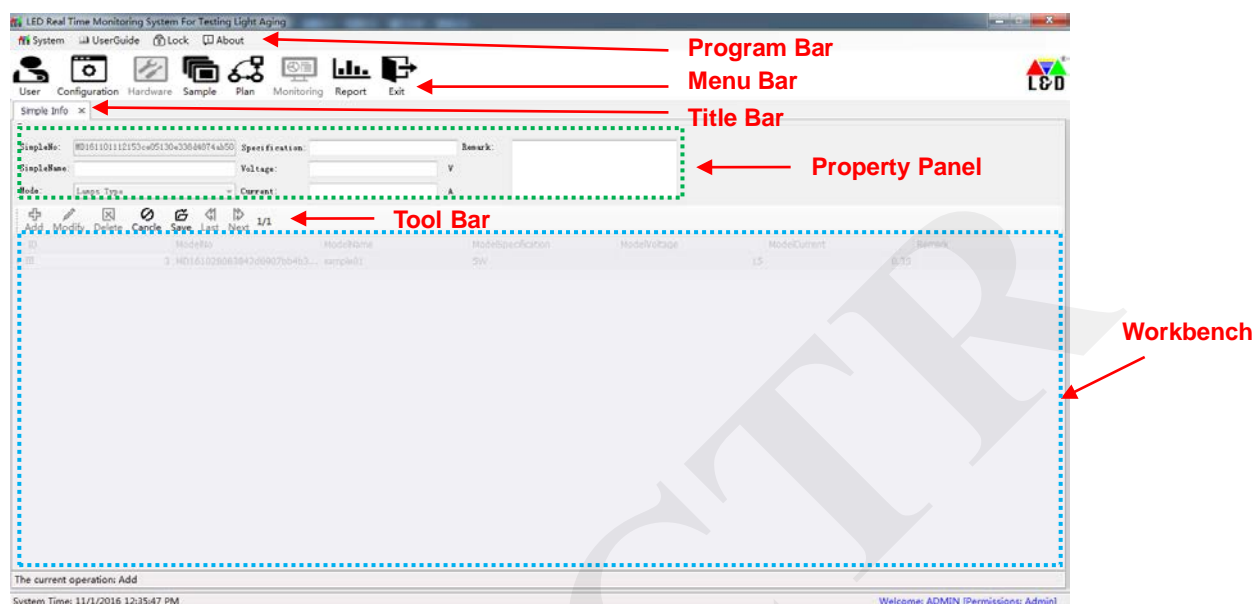 LED Real Time Monitoring System For Testing Light Aging
System UserGuide Lock About
Program Bar
User Configuration Hardware Sample Plan Monitoring Report Exit
Menu Bar
L&D
Simple Info ×
Title Bar
SimpleNo: Specification: Remark:
SimpleName: Voltage: V
Mode: Lamps Type Current: A
Property Panel
Add Modify Delete Cancle Save Last Next 1/1
Tool Bar
ID ModelNo ModelName ModelSpecification ModelVoltage ModelCurrent Remark
sample01 5W 15 0.75
Workbench
CTR
The current operation: Add
System Time: 11/1/2016 12:35:47 PM Welcome: ADMIN [Permissions: Admin]